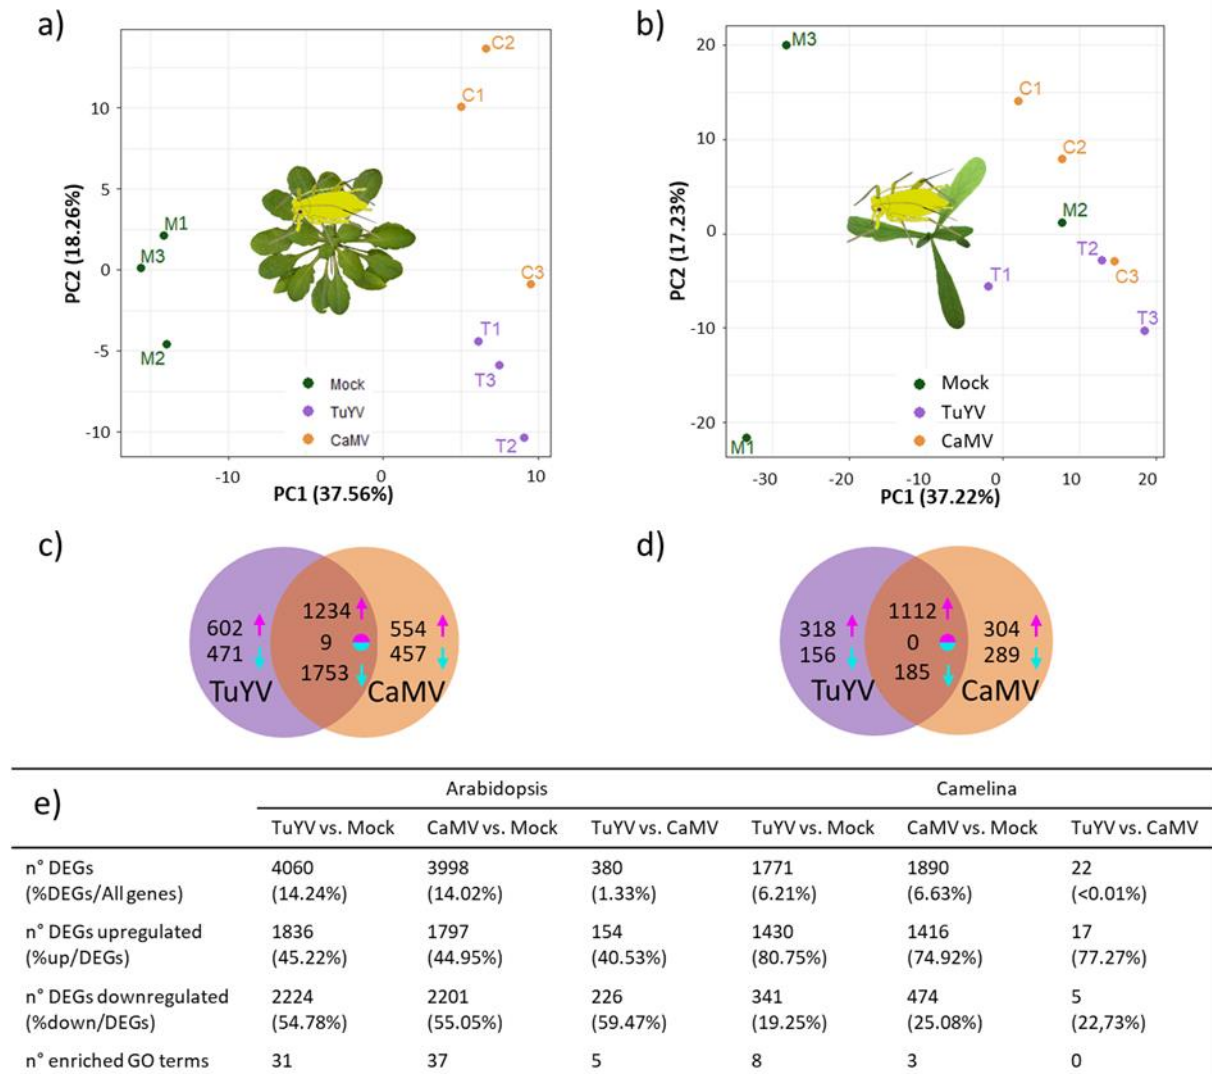 a)
C2
C1
10
5
M1
M3
0
C3
T1
-5
M2
T3
Mock
TuYV
-10
CaMV
T2
-10
0
10
PC2 (18.26%)
PC1 (37.56%)
b)
20
M3
C1
10
C2
M2
0
T2
T1
C3
-10
T3
Mock
TuYV
-20
CaMV
M1
-30
-20
-10
0
10
20
PC2 (17.23%)
PC1 (37.22%)
c)
1234
602
554
9
471
457
1753
TuYV
CaMV
d)
1112
318
304
0
156
289
185
TuYV
CaMV
e)
Arabidopsis Camelina
TuYV vs. Mock CaMV vs. Mock TuYV vs. CaMV TuYV vs. Mock CaMV vs. Mock TuYV vs. CaMV
n° DEGs 4060 3998 380 1771 1890 22
(%DEGs/All genes) (14.24%) (14.02%) (1.33%) (6.21%) (6.63%) (<0.01%)
n° DEGs upregulated 1836 1797 154 1430 1416 17
(%up/DEGs) (45.22%) (44.95%) (40.53%) (80.75%) (74.92%) (77.27%)
n° DEGs downregulated 2224 2201 226 341 474 5
(%down/DEGs) (54.78%) (55.05%) (59.47%) (19.25%) (25.08%) (22,73%)
n° enriched GO terms 31 37 5 8 3 0